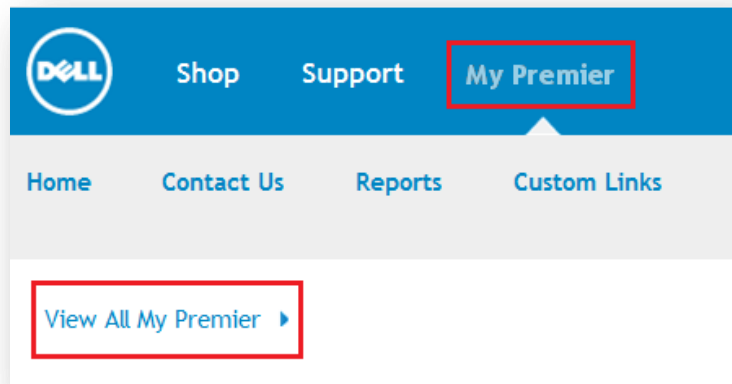 DELL Shop Support My Premier
Home Contact Us Reports Custom Links
View All My Premier